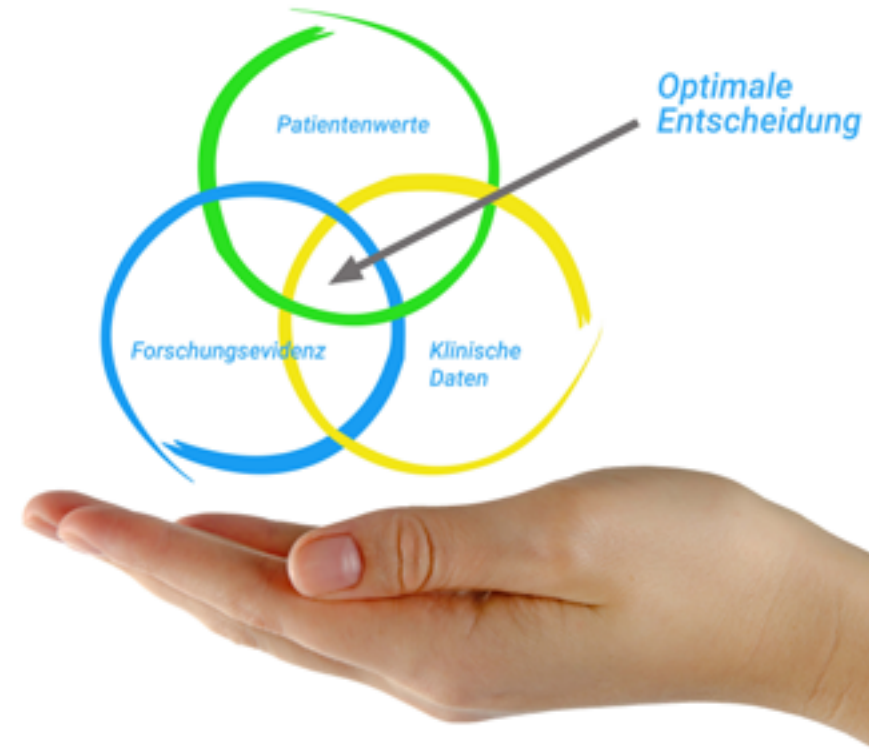 Optimale
Entscheidung
Patientenwerte
Forschungsevidenz
Klinische
Daten